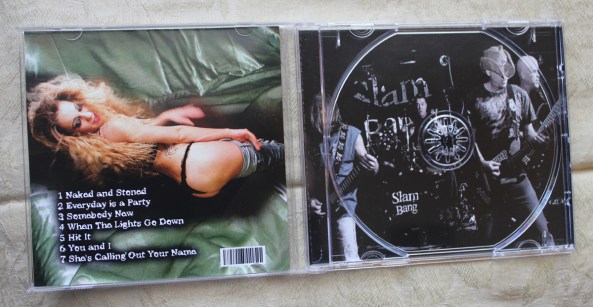 1 Naked and Stoned
2 Everyday is a Party
3 Somebody New
4 When The Lights Go Down
5 Hit It
6 You and I
7 She's Calling Out Your Name
Slam
Bang
Slam
Bang